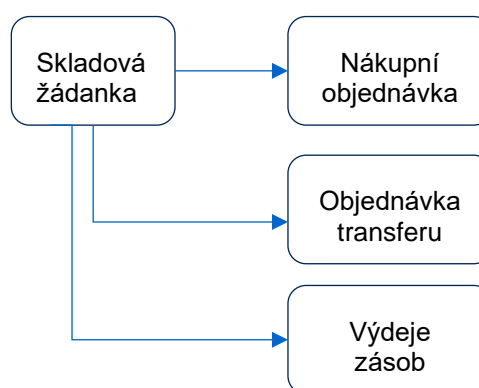 Skladová
žádanka
Nákupní
objednávka
Objednávka
transferu
Výdeje
zásob